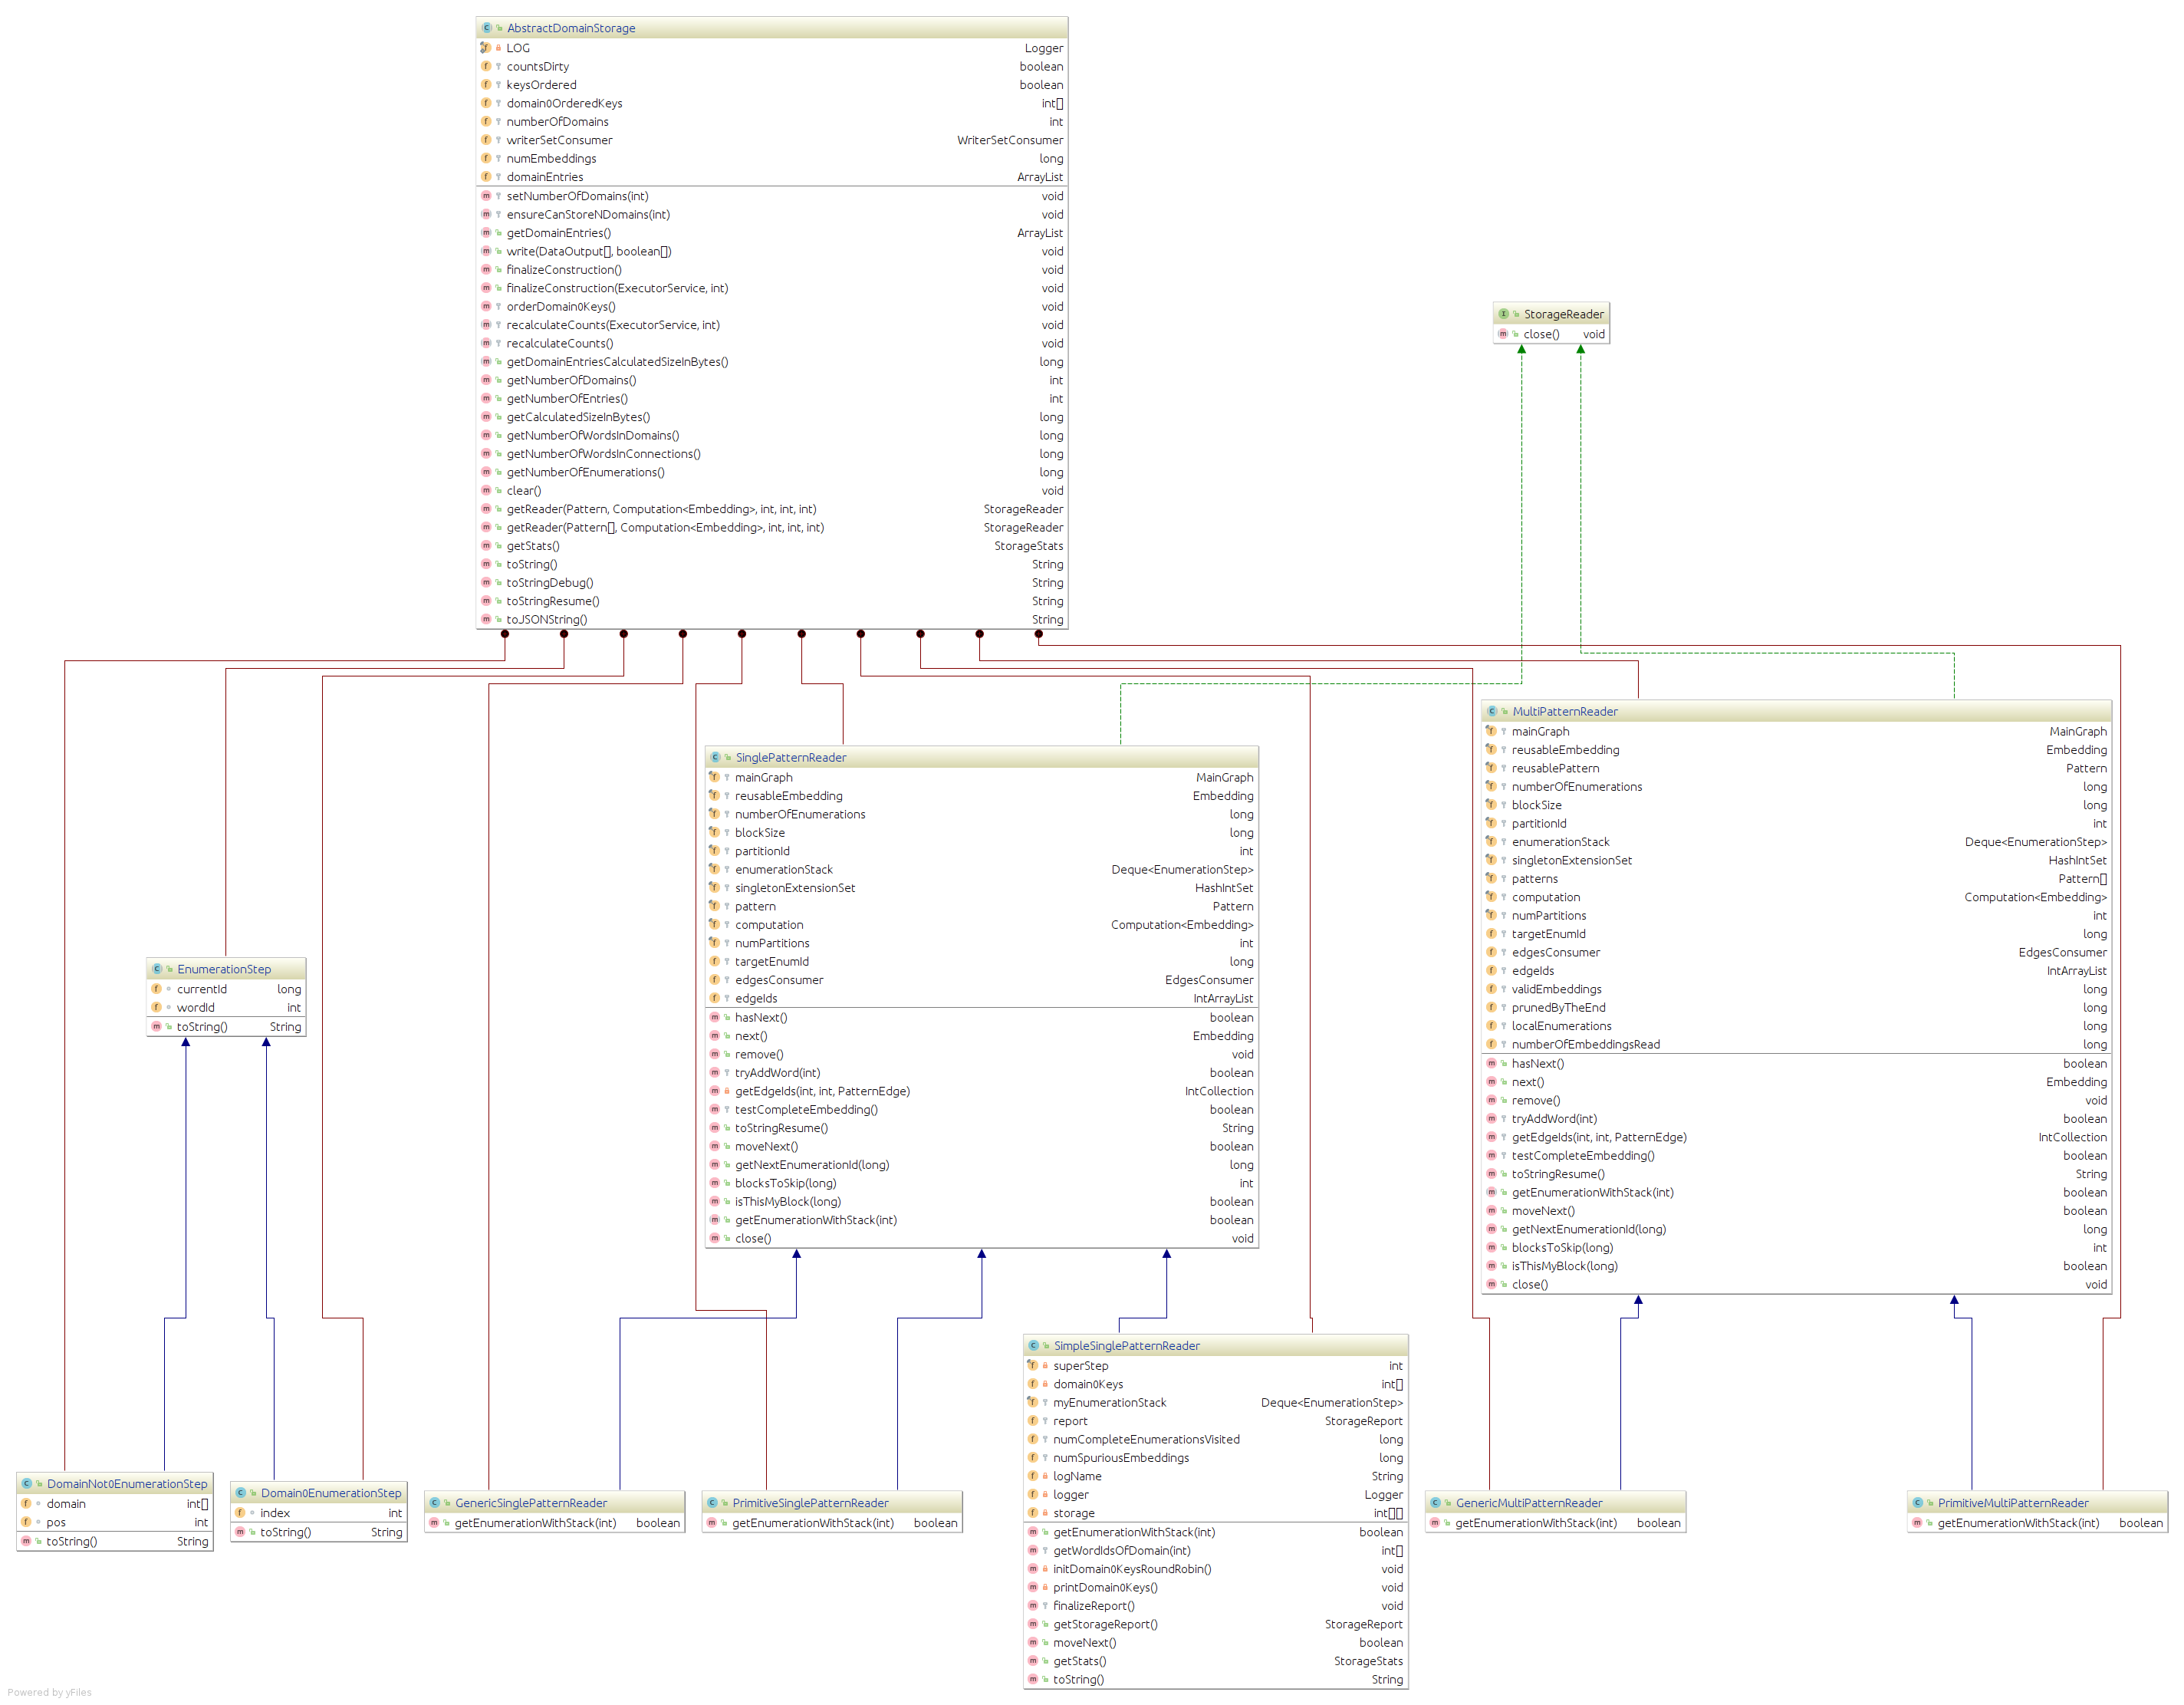 AbstractDomainStorage
LOG Logger
countsDirty boolean
keysOrdered boolean
domain0OrderedKeys int[]
numberOfDomains int
writerSetConsumer WriterSetConsumer
numEmbeddings long
domainEntries ArrayList
setNumberOfDomains(int) void
ensureCanStoreNDomains(int) void
getDomainEntries() ArrayList
write(DataOutput[], boolean[]) void
finalizeConstruction() void
finalizeConstruction(ExecutorService, int) void
orderDomain0Keys() void
recalculateCounts(ExecutorService, int) void
recalculateCounts() void
getDomainEntriesCalculatedSizeInBytes() long
getNumberOfDomains() int
getNumberOfEntries() int
getCalculatedSizeInBytes() long
getNumberOfWordsInDomains() long
getNumberOfWordsInConnections() long
getNumberOfEnumerations() long
clear() void
getReader(Pattern, Computation<Embedding>, int, int, int) StorageReader
getReader(Pattern[], Computation<Embedding>, int, int, int) StorageReader
getStats() StorageStats
toString() String
toStringDebug() String
toStringResume() String
toJSONString() String
StorageReader
close() void
MultiPatternReader
mainGraph MainGraph
reusableEmbedding Embedding
reusablePattern Pattern
numberOfEnumerations long
blockSize long
partitionId int
enumerationStack Deque<EnumerationStep>
singletonExtensionSet HashIntSet
patterns Pattern[]
computation Computation<Embedding>
numPartitions int
targetEnumId long
edgesConsumer EdgesConsumer
edgeIds IntArrayList
validEmbeddings long
prunedByTheEnd long
localEnumerations long
numberOfEmbeddingsRead long
hasNext() boolean
next() Embedding
remove() void
tryAddWord(int) boolean
getEdgeIds(int, int, PatternEdge) IntCollection
testCompleteEmbedding() boolean
toStringResume() String
getEnumerationWithStack(int) boolean
moveNext() boolean
getNextEnumerationId(long) long
blocksToSkip(long) int
isThisMyBlock(long) boolean
close() void
SinglePatternReader
mainGraph MainGraph
reusableEmbedding Embedding
numberOfEnumerations long
blockSize long
partitionId int
enumerationStack Deque<EnumerationStep>
singletonExtensionSet HashIntSet
pattern Pattern
computation Computation<Embedding>
numPartitions int
targetEnumId long
edgesConsumer EdgesConsumer
edgeIds IntArrayList
hasNext() boolean
next() Embedding
remove() void
tryAddWord(int) boolean
getEdgeIds(int, int, PatternEdge) IntCollection
testCompleteEmbedding() boolean
toStringResume() String
moveNext() boolean
getNextEnumerationId(long) long
blocksToSkip(long) int
isThisMyBlock(long) boolean
getEnumerationWithStack(int) boolean
close() void
EnumerationStep
currentId long
wordId int
toString() String
SimpleSinglePatternReader
superStep int
domain0Keys int[]
myEnumerationStack Deque<EnumerationStep>
report StorageReport
numCompleteEnumerationsVisited long
numSpuriousEmbeddings long
logName String
logger Logger
storage int[][]
getEnumerationWithStack(int) boolean
getWordIdsOfDomain(int) int[]
initDomain0KeysRoundRobin() void
printDomain0Keys() void
finalizeReport() void
getStorageReport() StorageReport
moveNext() boolean
getStats() StorageStats
toString() String
DomainNot0EnumerationStep
domain int[]
pos int
toString() String
Domain0EnumerationStep
index int
toString() String
GenericSinglePatternReader
getEnumerationWithStack(int) boolean
PrimitiveSinglePatternReader
getEnumerationWithStack(int) boolean
GenericMultiPatternReader
getEnumerationWithStack(int) boolean
PrimitiveMultiPatternReader
getEnumerationWithStack(int) boolean
Powered by yFiles